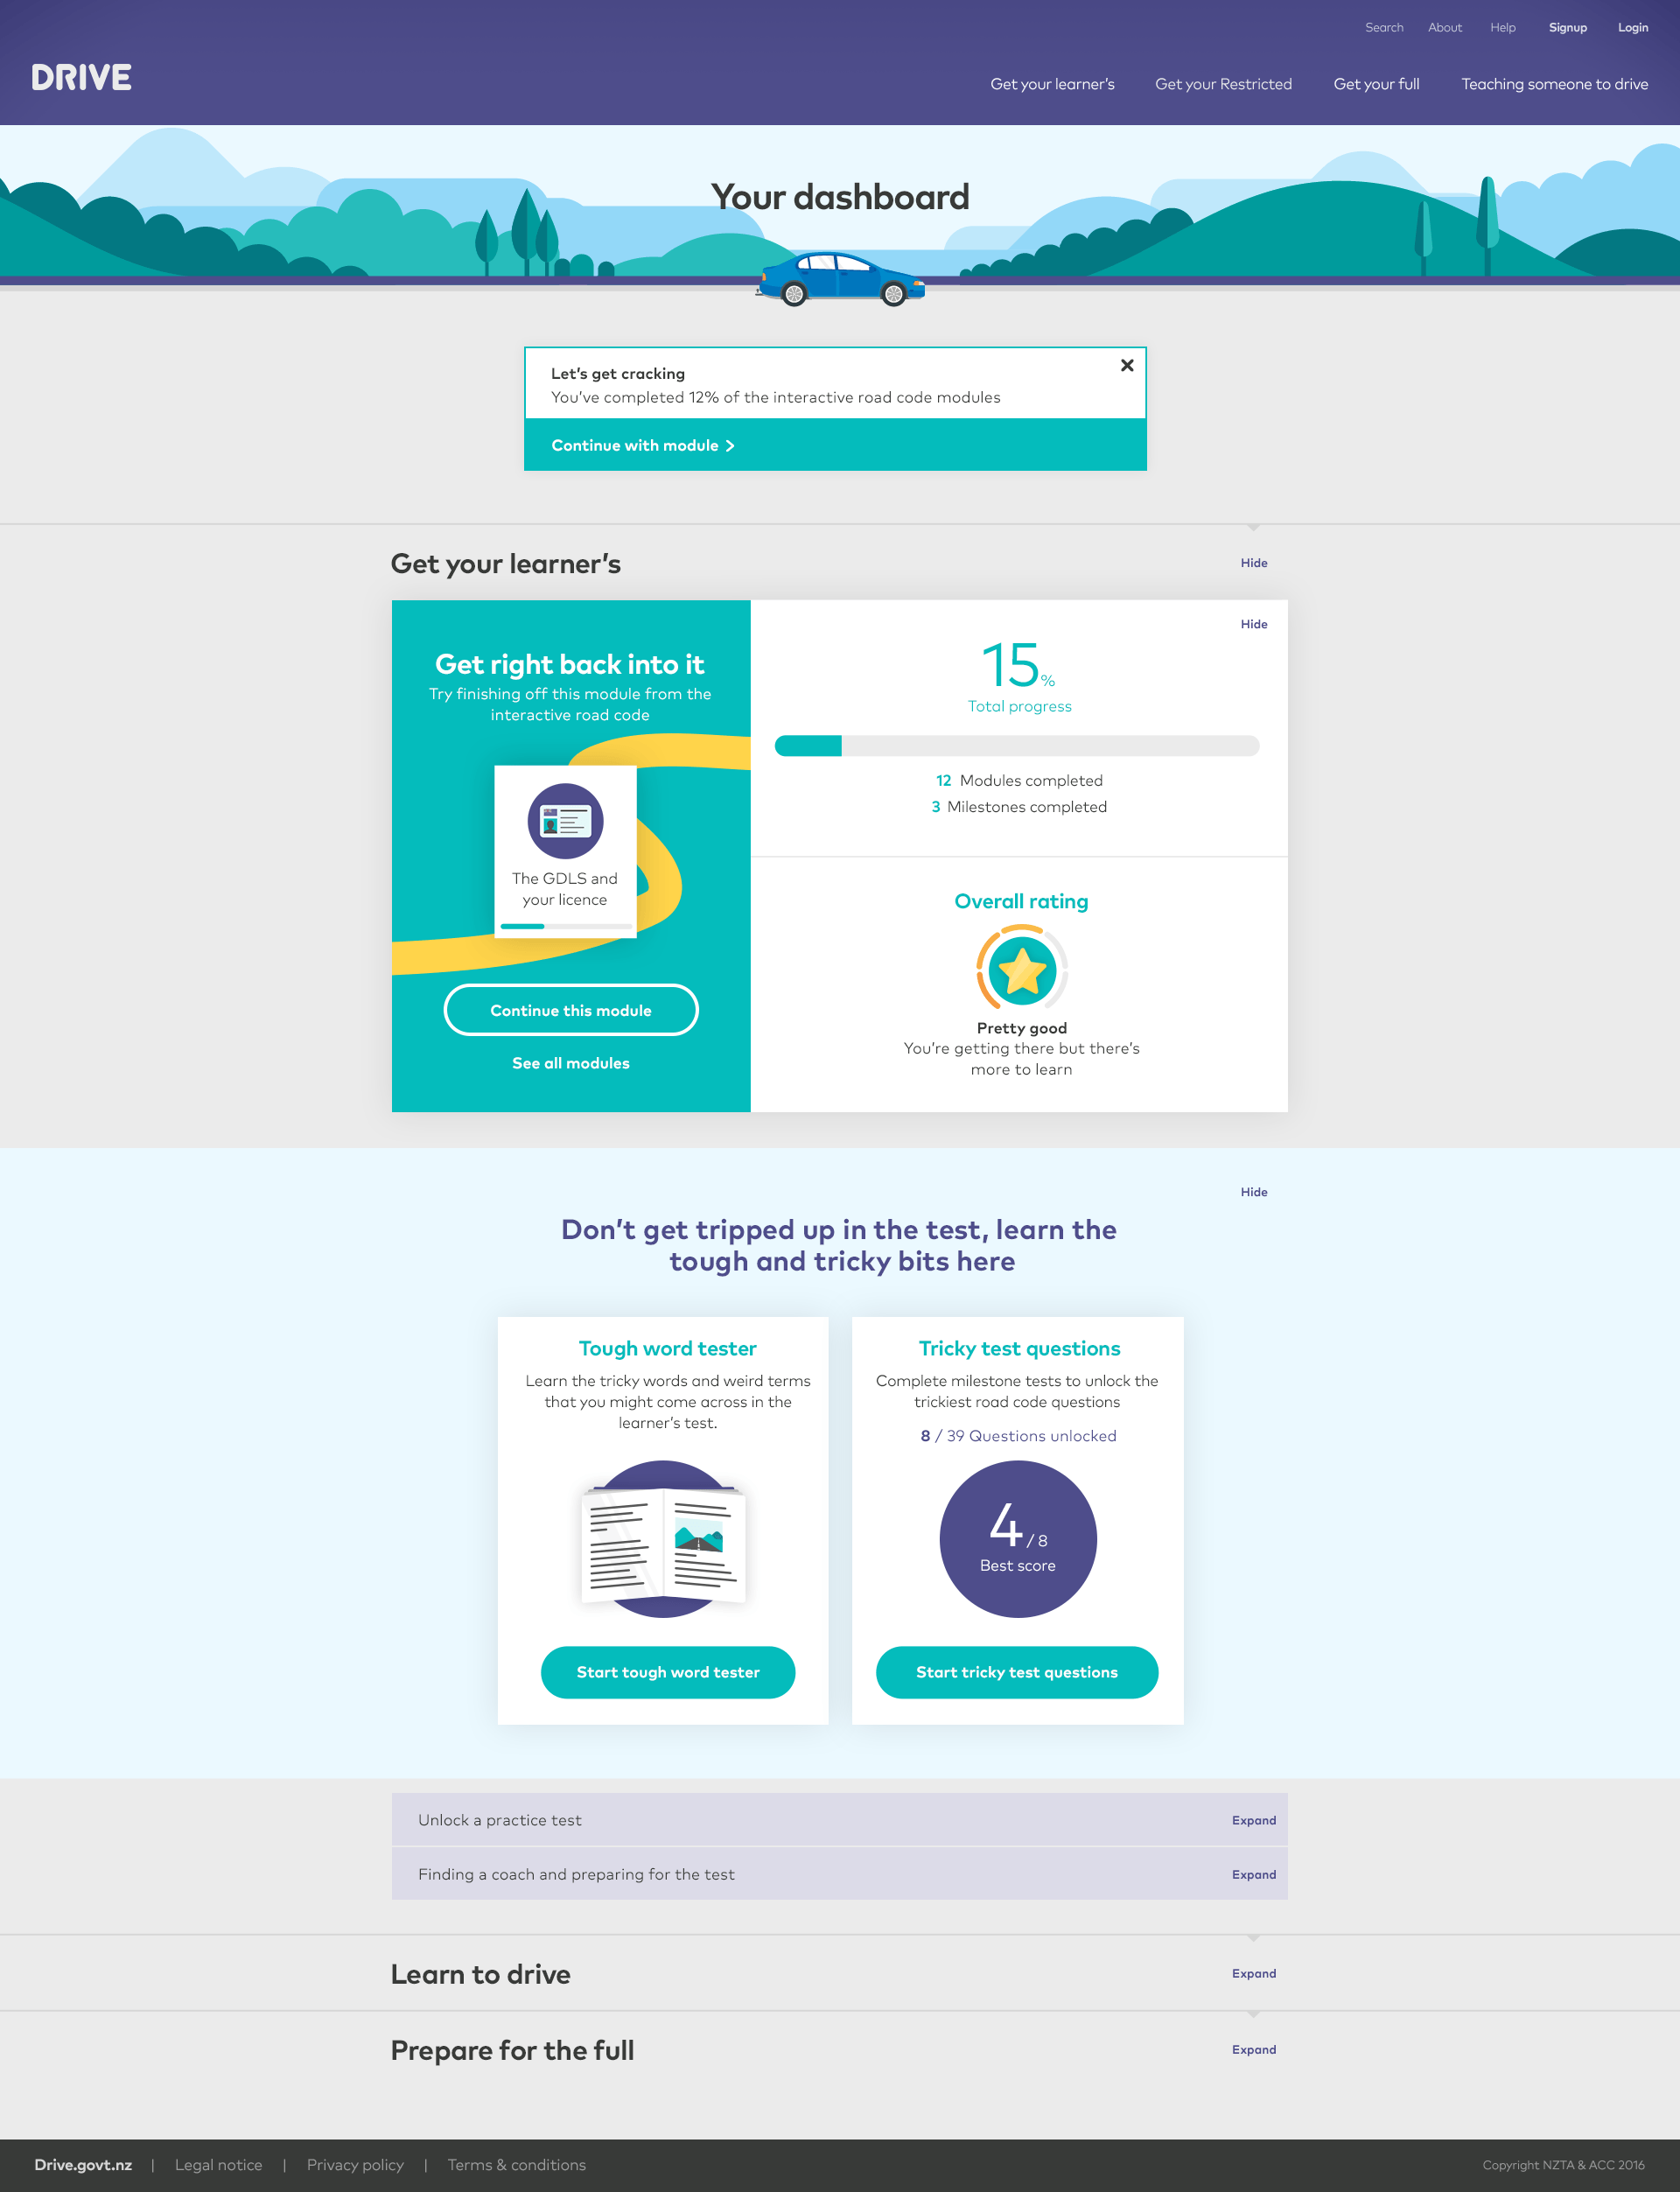 Search About Help Signup Login
DRIVE
Get your learner’s Get your Restricted Get your full Teaching someone to drive
Your dashboard
Let’s get cracking
You’ve completed 12% of the interactive road code modules
Continue with module
Get your learner’s
Hide
Get right back into it
Try finishing off this module from the
interactive road code
The GDLS and
your licence
Continue this module
See all modules
Hide
15%
Total progress
12 Modules completed
3 Milestones completed
Overall rating
Pretty good
You’re getting there but there’s
more to learn
Hide
Don’t get tripped up in the test, learn the
tough and tricky bits here
Tough word tester
Learn the tricky words and weird terms
that you might come across in the
learner’s test.
Start tough word tester
Tricky test questions
Complete milestone tests to unlock the
trickiest road code questions
8 / 39 Questions unlocked
4 / 8
Best score
Start tricky test questions
Unlock a practice test Expand
Finding a coach and preparing for the test Expand
Learn to drive Expand
Prepare for the full Expand
Drive.govt.nz | Legal notice | Privacy policy | Terms & conditions
Copyright NZTA & ACC 2016